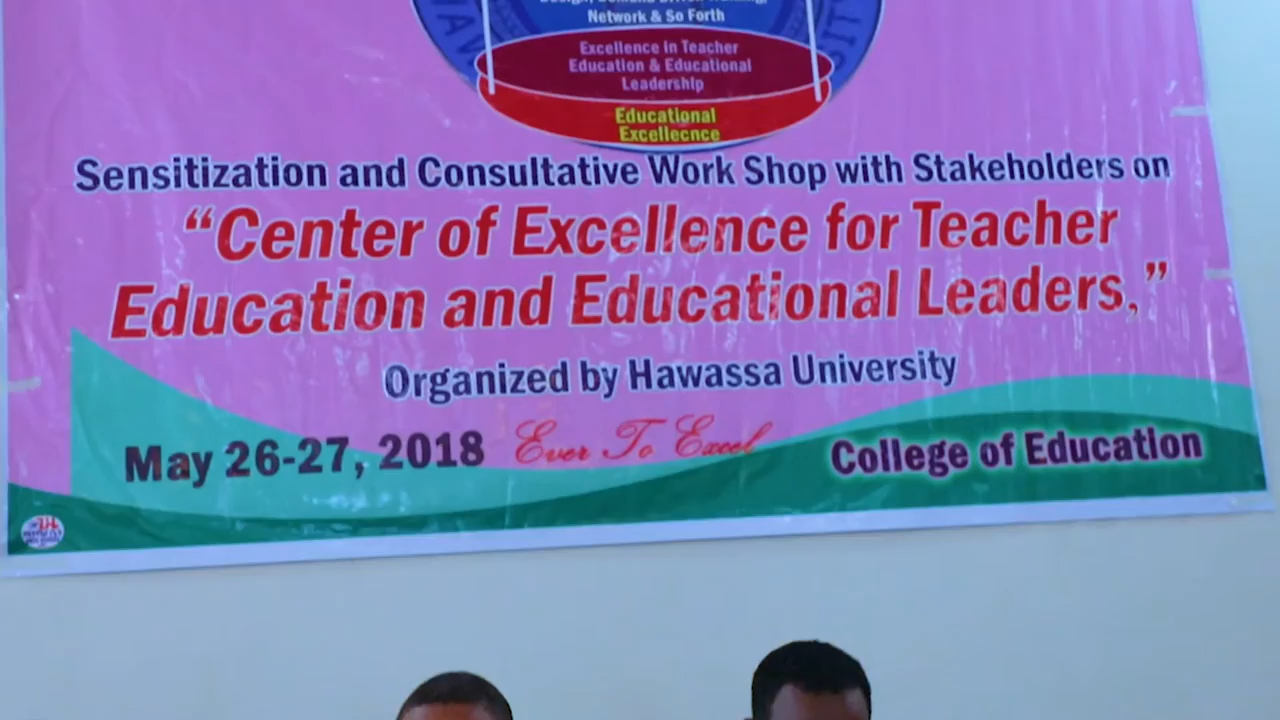 Network & So Forth
Excellence in Teacher
Education & Educational
Leadership
Educational
Excellecnce
Sensitization and Consultative Work Shop with Stakeholders on
“Center of Excellence for Teacher
Education and Educational Leaders,”
Organized by Hawassa University
May 26-27, 2018 Ever To Excel College of Education